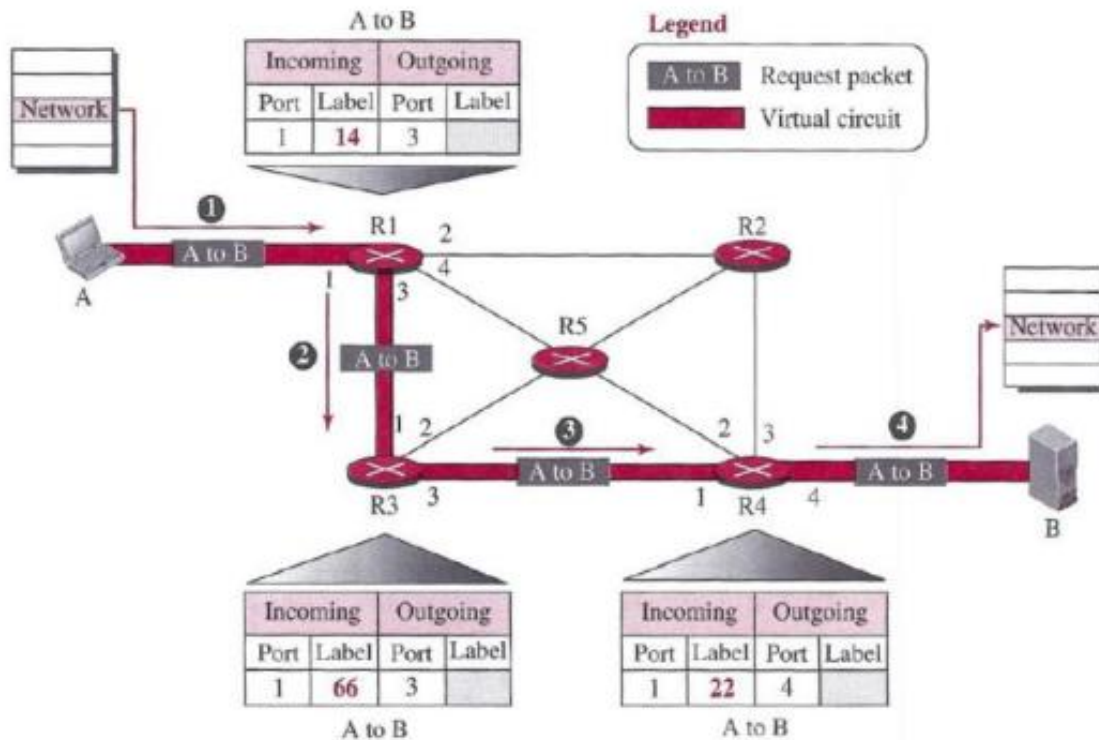 A to B
Incoming Outgoing
Port Label Port Label
1 14 3
Legend
A to B Request packet
Virtual circuit
Network
1
A to B
A
1
R1
2
4
3
R2
2
A to B
R5
Network
1
2
R3
3
3
A to B
2
3
1
R4
4
4
A to B
B
Incoming Outgoing
Port Label Port Label
1 66 3
A to B
Incoming Outgoing
Port Label Port Label
1 22 4
A to B